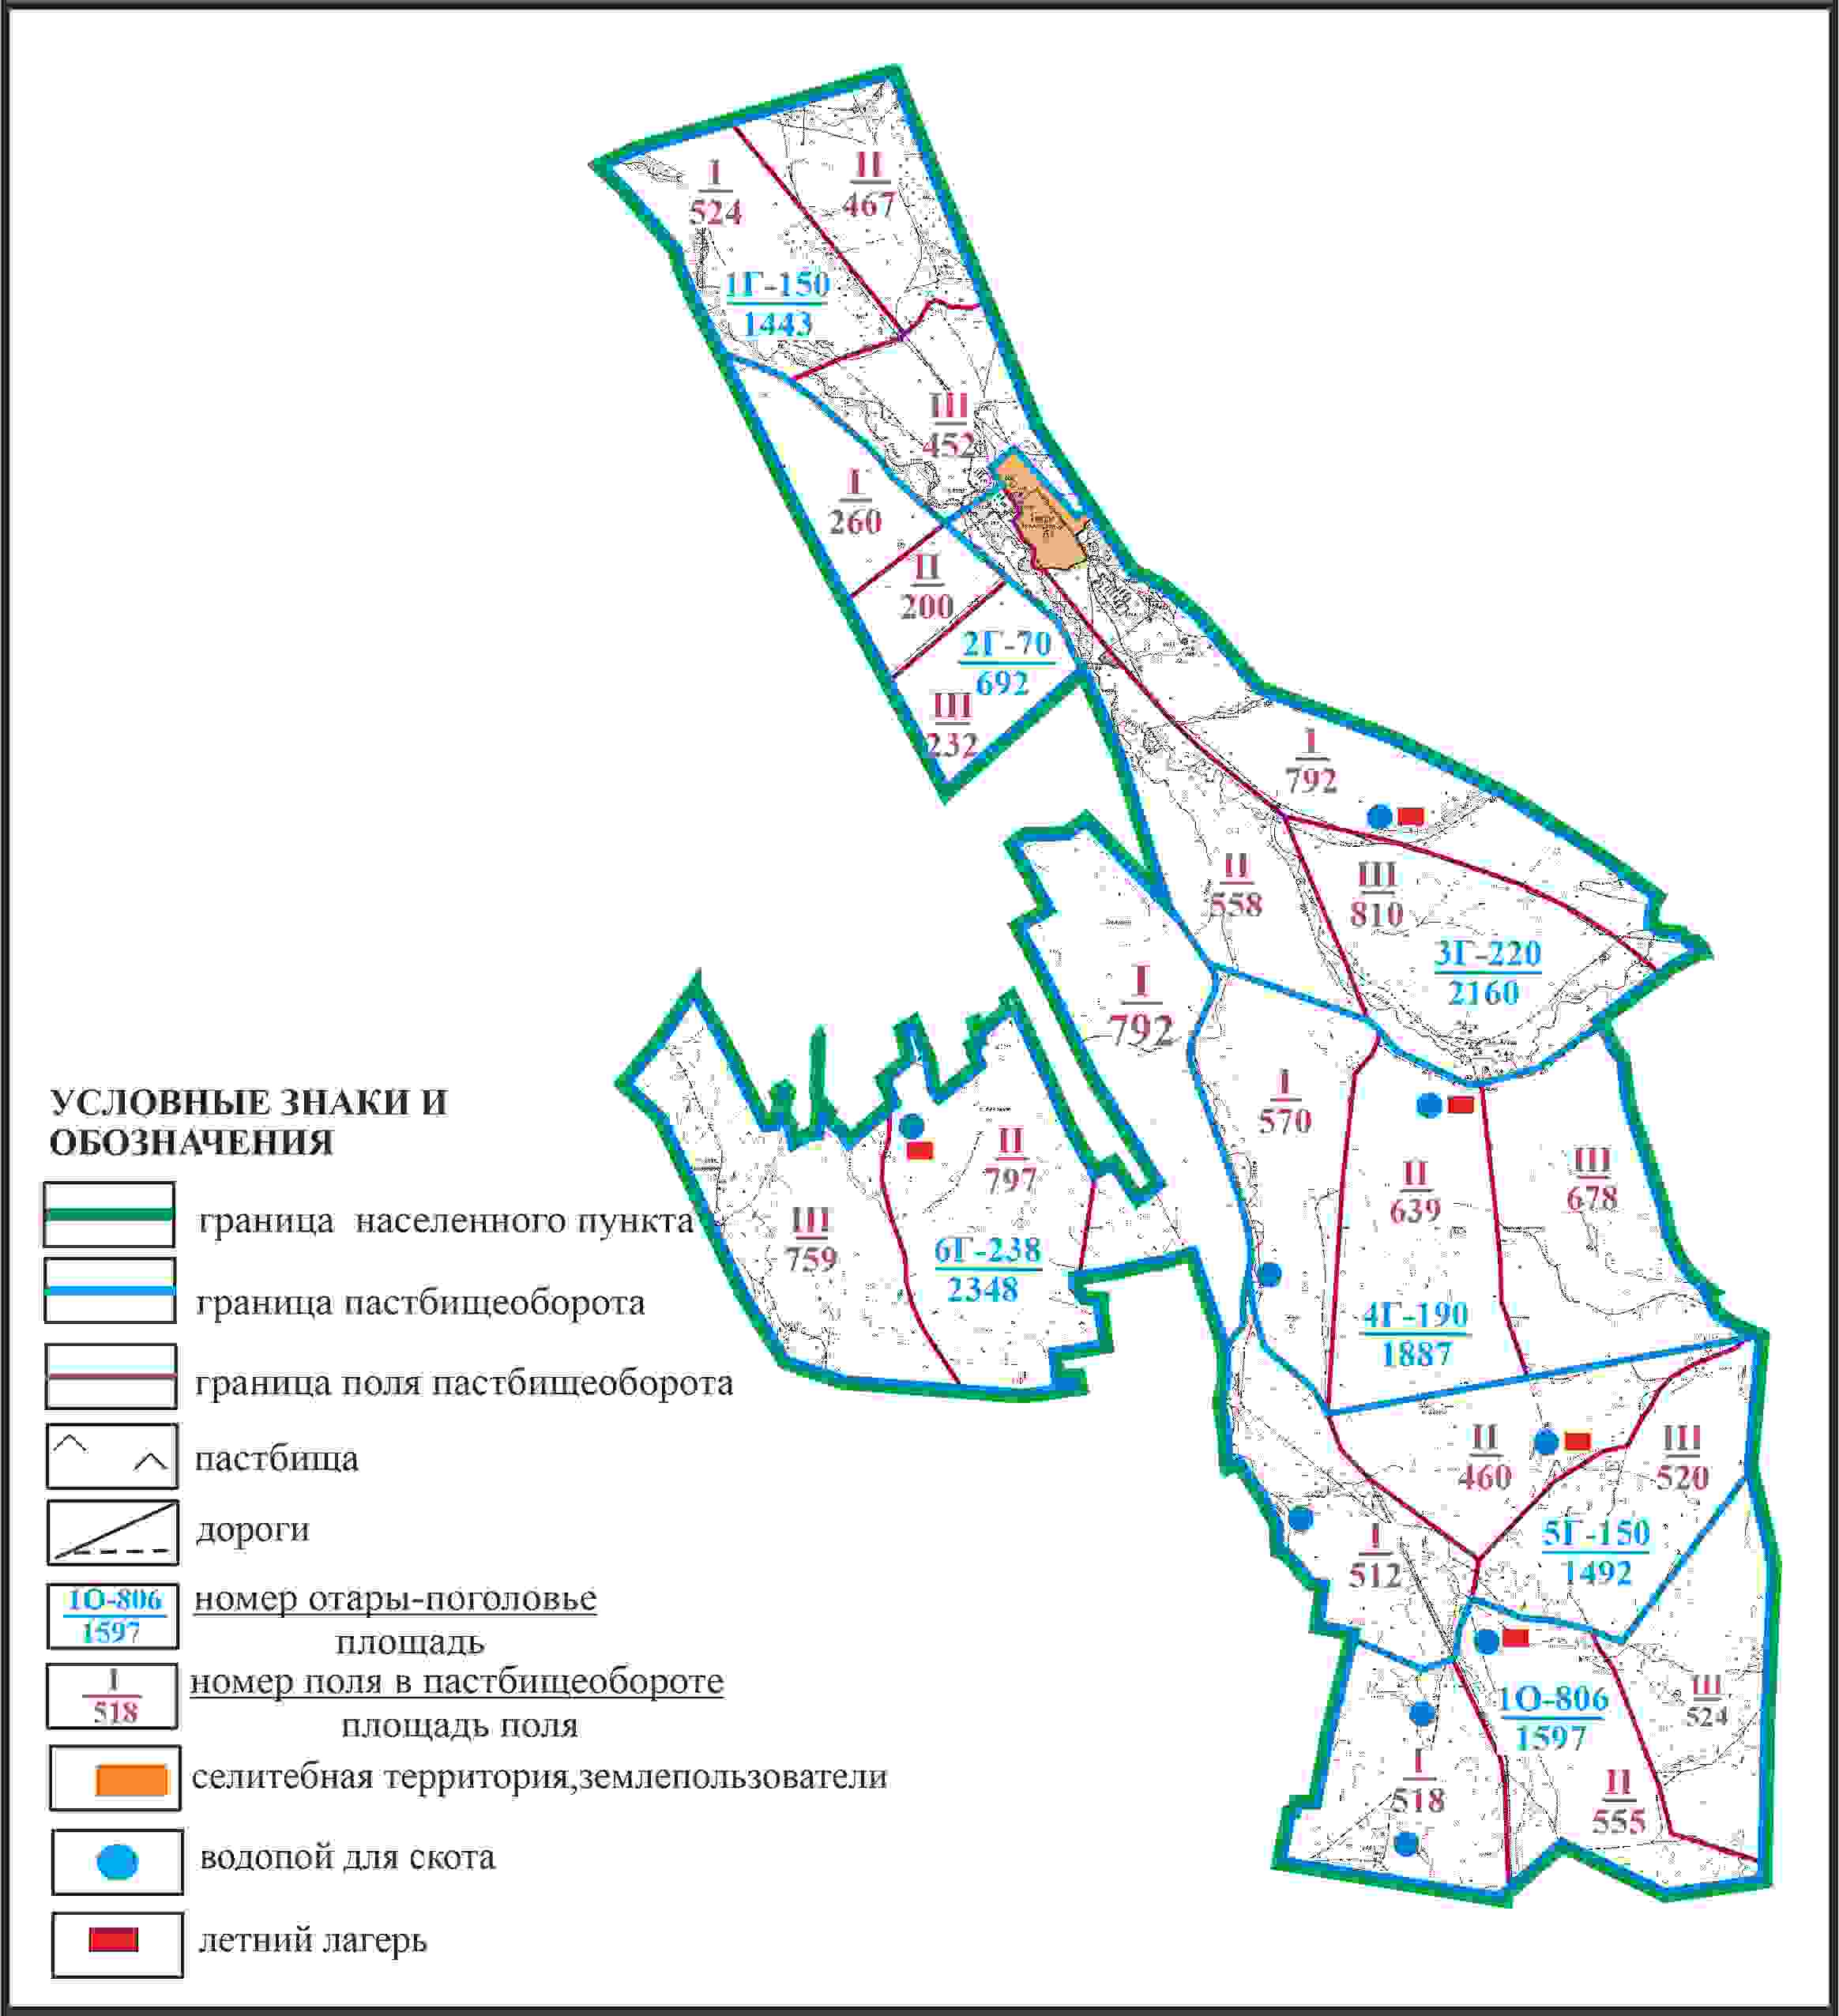 I
524
II
467
1Г-150
1443
III
452
I
260
II
200
2Г-70
692
III
232
I
792
II
558
III
810
3Г-220
2160
I
792
I
570
II
639
III
678
II
797
III
759
6Г-238
2348
4Г-190
1887
II
460
III
520
5Г-150
1492
I
512
1О-806
1597
III
524
I
518
II
555
УСЛОВНЫЕ ЗНАКИ И
ОБОЗНАЧЕНИЯ
граница населенного пункта
граница пастбищеоборота
граница поля пастбищеоборота
пастбища
дороги
1О-806
1597
номер отары-поголовье
площадь
I
518
номер поля в пастбищеобороте
площадь поля
селитебная территория,землепользователи
водопой для скота
летний лагерь